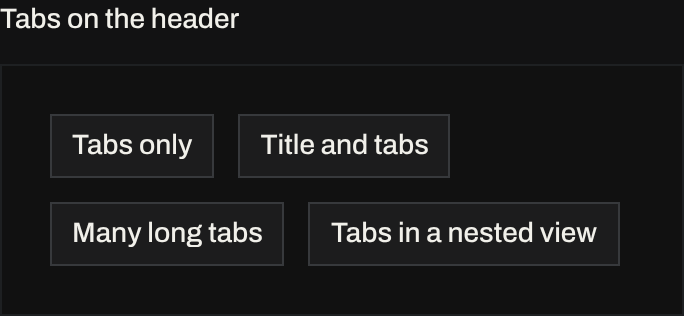 Tabs on the header
Tabs only
Title and tabs
Many long tabs
Tabs in a nested view